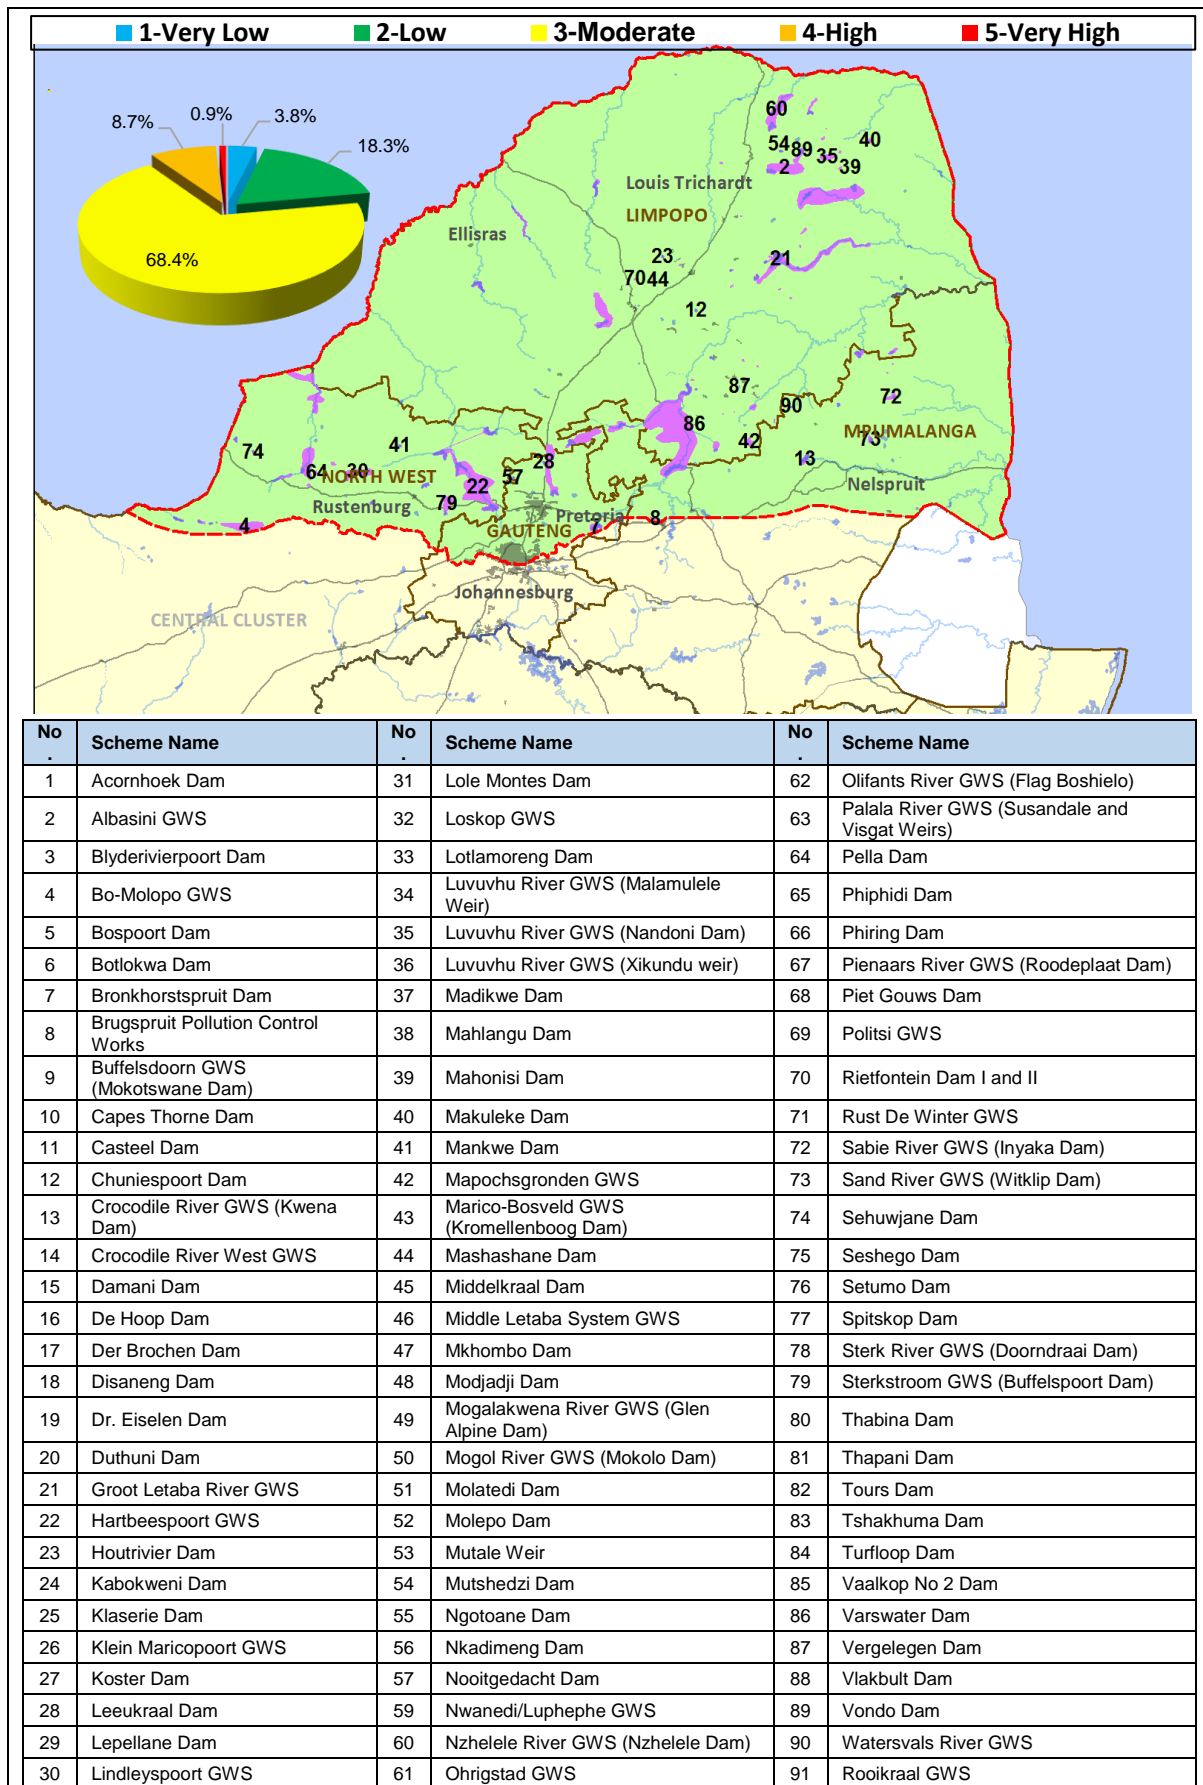 1-Very Low 2-Low 3-Moderate 4-High 5-Very High
8.7% 0.9% 3.8%
18.3%
68.4%
60
54 89 35 40
2 39
Louis Trichardt
LIMPOPO
Ellisras
23
21
70 44
12
87
72
90
86
MPUMALANGA
73
42
13
74
41
28
64 30
NORTH WEST
57
22
Nelspruit
79
Rustenburg
Pretoria
7
8
4
GAUTENG
Johannesburg
CENTRAL CLUSTER
No. Scheme Name No. Scheme Name No. Scheme Name
1 Acornhoek Dam 31 Lole Montes Dam 62 Olifants River GWS (Flag Boshielo)
2 Albasini GWS 32 Loskop GWS 63 Palala River GWS (Susandale and
Visgat Weirs)
3 Blyderivierpoort Dam 33 Lotlamoreng Dam 64 Pella Dam
4 Bo-Molopo GWS 34 Luvuvhu River GWS (Malamulele
Weir) 65 Phiphidi Dam
5 Bospoort Dam 35 Luvuvhu River GWS (Nandoni Dam) 66 Phiring Dam
6 Botlokwa Dam 36 Luvuvhu River GWS (Xikundu weir) 67 Pienaars River GWS (Roodeplaat Dam)
7 Bronkhorstspruit Dam 37 Madikwe Dam 68 Piet Gouws Dam
8 Brugspruit Pollution Control
Works 38 Mahlangu Dam 69 Politsi GWS
9 Buffelsdoorn GWS
(Mokotswane Dam) 39 Mahonisi Dam 70 Rietfontein Dam I and II
10 Capes Thorne Dam 40 Makuleke Dam 71 Rust De Winter GWS
11 Casteel Dam 41 Mankwe Dam 72 Sabie River GWS (Inyaka Dam)
12 Chuniespoort Dam 42 Mapochsgronden GWS 73 Sand River GWS (Witklip Dam)
13 Crocodile River GWS (Kwena
Dam) 43 Marico-Bosveld GWS
(Kromellenboog Dam) 74 Sehuwjane Dam
14 Crocodile River West GWS 44 Mashashane Dam 75 Seshego Dam
15 Damani Dam 45 Middelkraal Dam 76 Setumo Dam
16 De Hoop Dam 46 Middle Letaba System GWS 77 Spitskop Dam
17 Der Brochen Dam 47 Mkhombo Dam 78 Sterk River GWS (Doorndraai Dam)
18 Disaneng Dam 48 Modjadji Dam 79 Sterkstroom GWS (Buffelspoort Dam)
19 Dr. Eiselen Dam 49 Mogalakwena River GWS (Glen
Alpine Dam) 80 Thabina Dam
20 Duthuni Dam 50 Mogol River GWS (Mokolo Dam) 81 Thapani Dam
21 Groot Letaba River GWS 51 Molatedi Dam 82 Tours Dam
22 Hartbeespoort GWS 52 Molepo Dam 83 Tshakhuma Dam
23 Houtrivier Dam 53 Mutale Weir 84 Turfloop Dam
24 Kabokweni Dam 54 Mutshedzi Dam 85 Vaalkop No 2 Dam
25 Klaserie Dam 55 Ngotoane Dam 86 Varswater Dam
26 Klein Maricopoort GWS 56 Nkadimeng Dam 87 Vergelegen Dam
27 Koster Dam 57 Nooitgedacht Dam 88 Vlakbult Dam
28 Leeukraal Dam 59 Nwanedi/Luphephe GWS 89 Vondo Dam
29 Lepellane Dam 60 Nzhelele River GWS (Nzhelele Dam) 90 Watersvals River GWS
30 Lindleyspoort GWS 61 Ohrigstad GWS 91 Rooikraal GWS